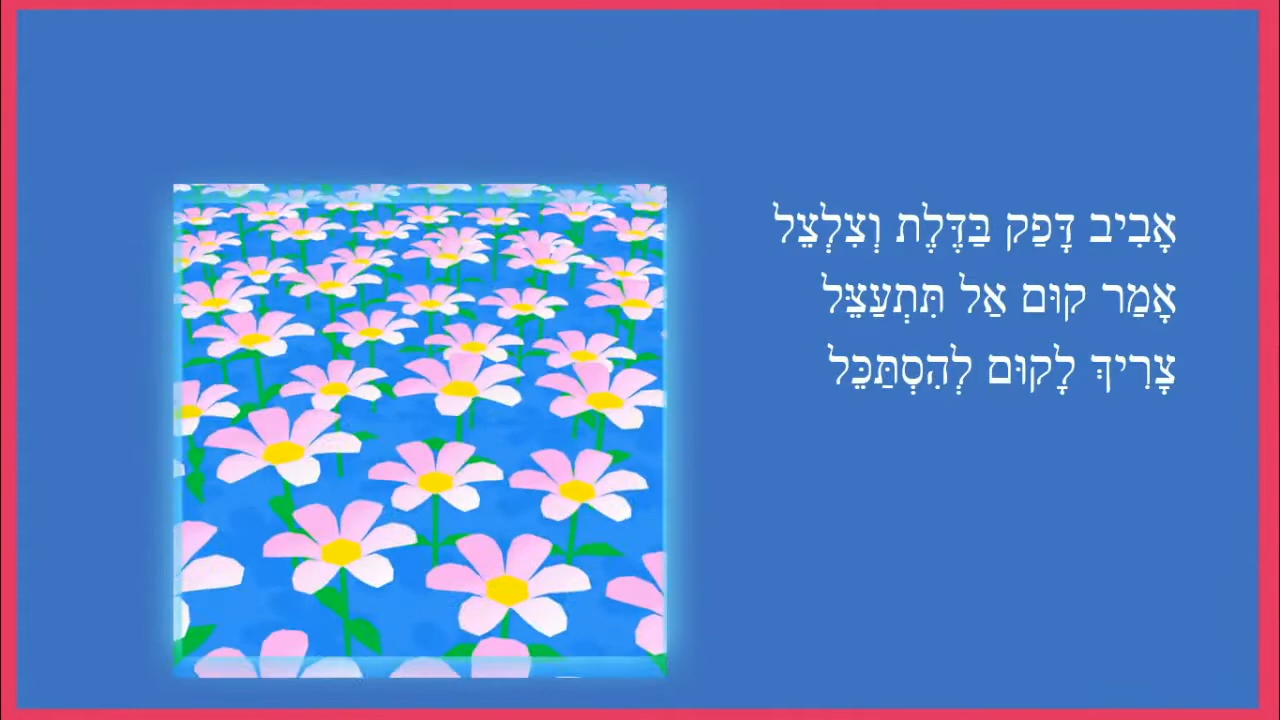 אָבִיב דָּפַק בַּדֶּלֶת וְצִלְצֵל
אָמַר קוּם אַל תִּתְעַצֵּל
צָרִיךְ לָקוּם לְהִסְתַּכֵּל